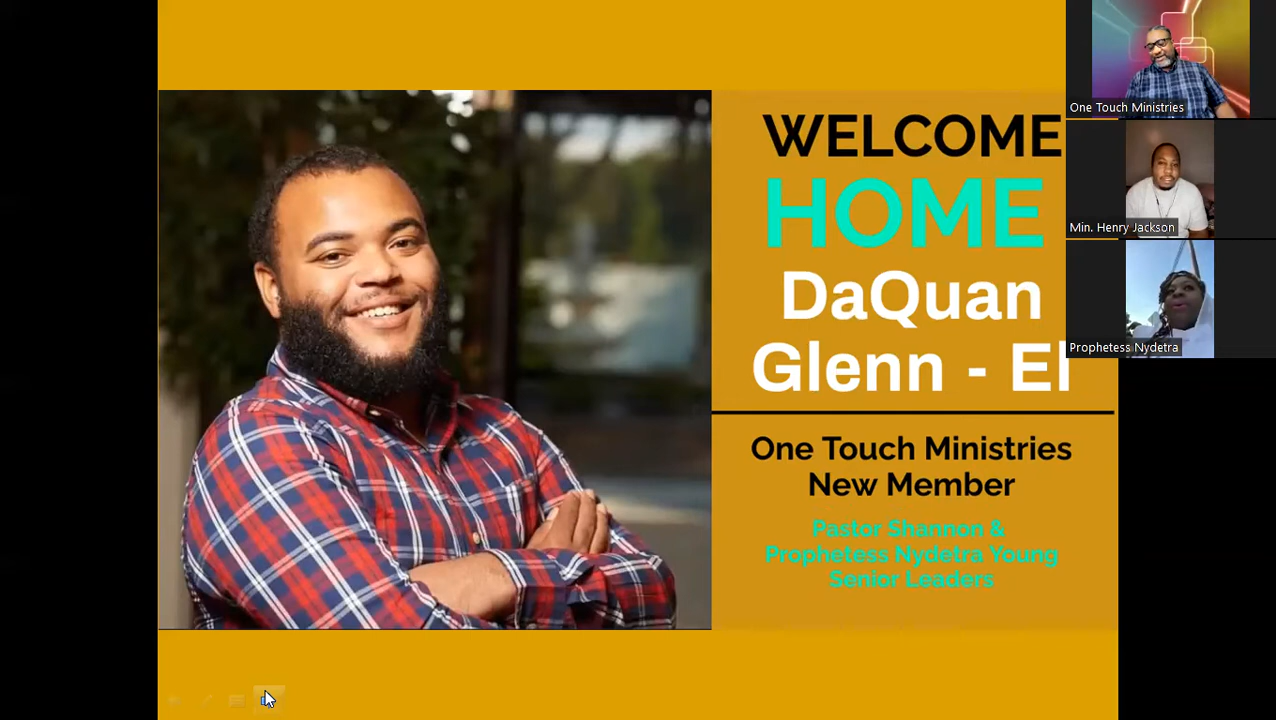 WELCOME
HOME
DaQuan
Glenn - El
One Touch Ministries
New Member
Pastor Shannon &
Prophetess Nydetra Young
Senior Leaders
One Touch Ministries
Min. Henry Jackson
Prophetess Nydetra